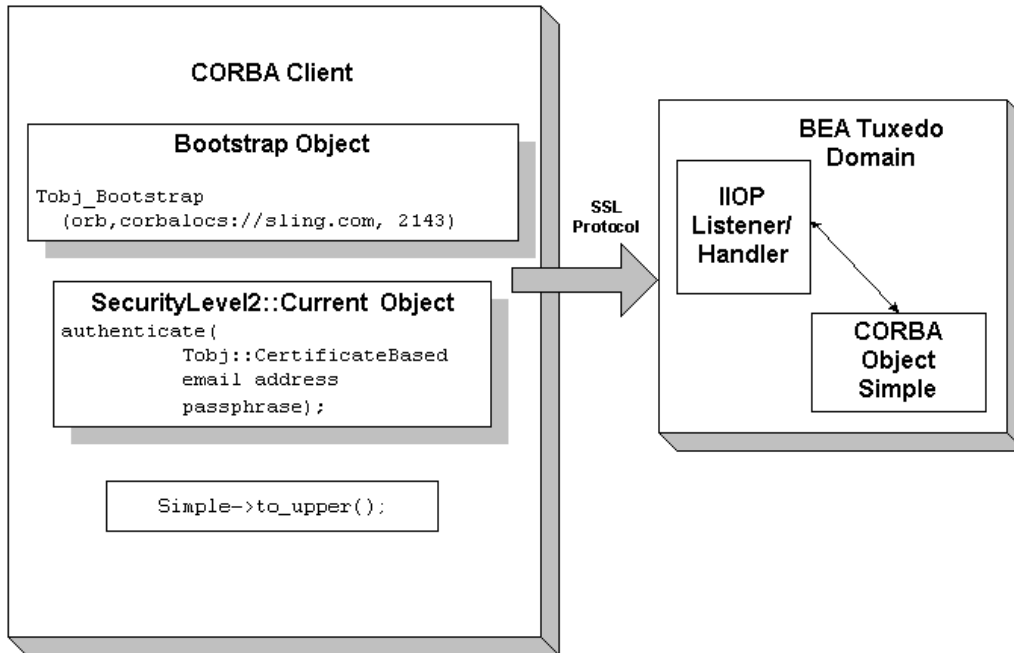 CORBA Client
Bootstrap Object
Tobj_Bootstrap
(orb,corbalocs://sling.com, 2143)
SecurityLevel2::Current Object
authenticate(
Tobj::CertificateBased
email address
passphrase);
Simple->to_upper();
SSL
Protocol
BEA Tuxedo
Domain
IIOP
Listener/
Handler
CORBA
Object
Simple